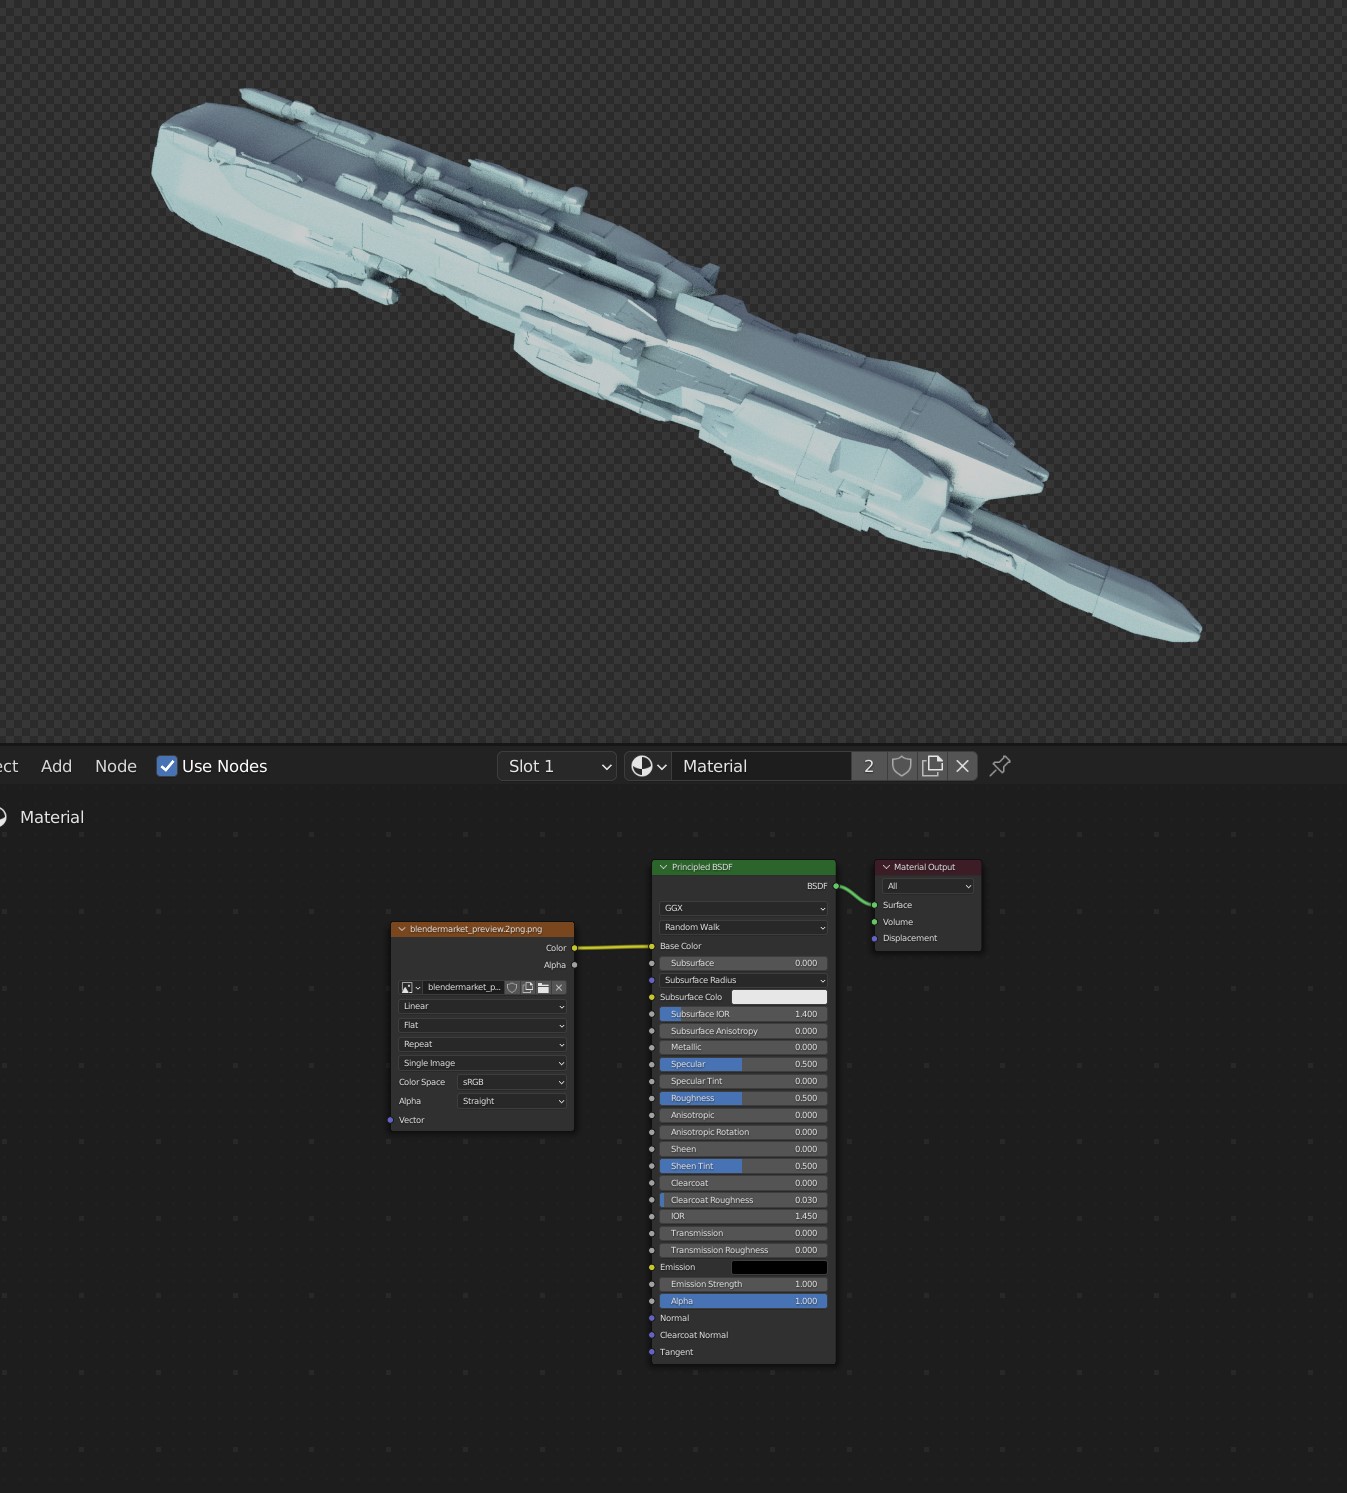 ect Add Node Use Nodes Slot 1 Material 2
Material
blendermarket_preview.2png.png
Color
Alpha
blendermarket_p...
Linear
Flat
Repeat
Single Image
Color Space sRGB
Alpha Straight
Vector
Principled BSDF
BSDF
GGX
Random Walk
Base Color
Subsurface 0.000
Subsurface Radius
Subsurface Colo
Subsurface IOR 1.400
Subsurface Anisotropy 0.000
Metallic 0.000
Specular 0.500
Specular Tint 0.000
Roughness 0.500
Anisotropic 0.000
Anisotropic Rotation 0.000
Sheen 0.000
Sheen Tint 0.500
Clearcoat 0.000
Clearcoat Roughness 0.030
IOR 1.450
Transmission 0.000
Transmission Roughness 0.000
Emission
Emission Strength 1.000
Alpha 1.000
Normal
Clearcoat Normal
Tangent
Material Output
All
Surface
Volume
Displacement